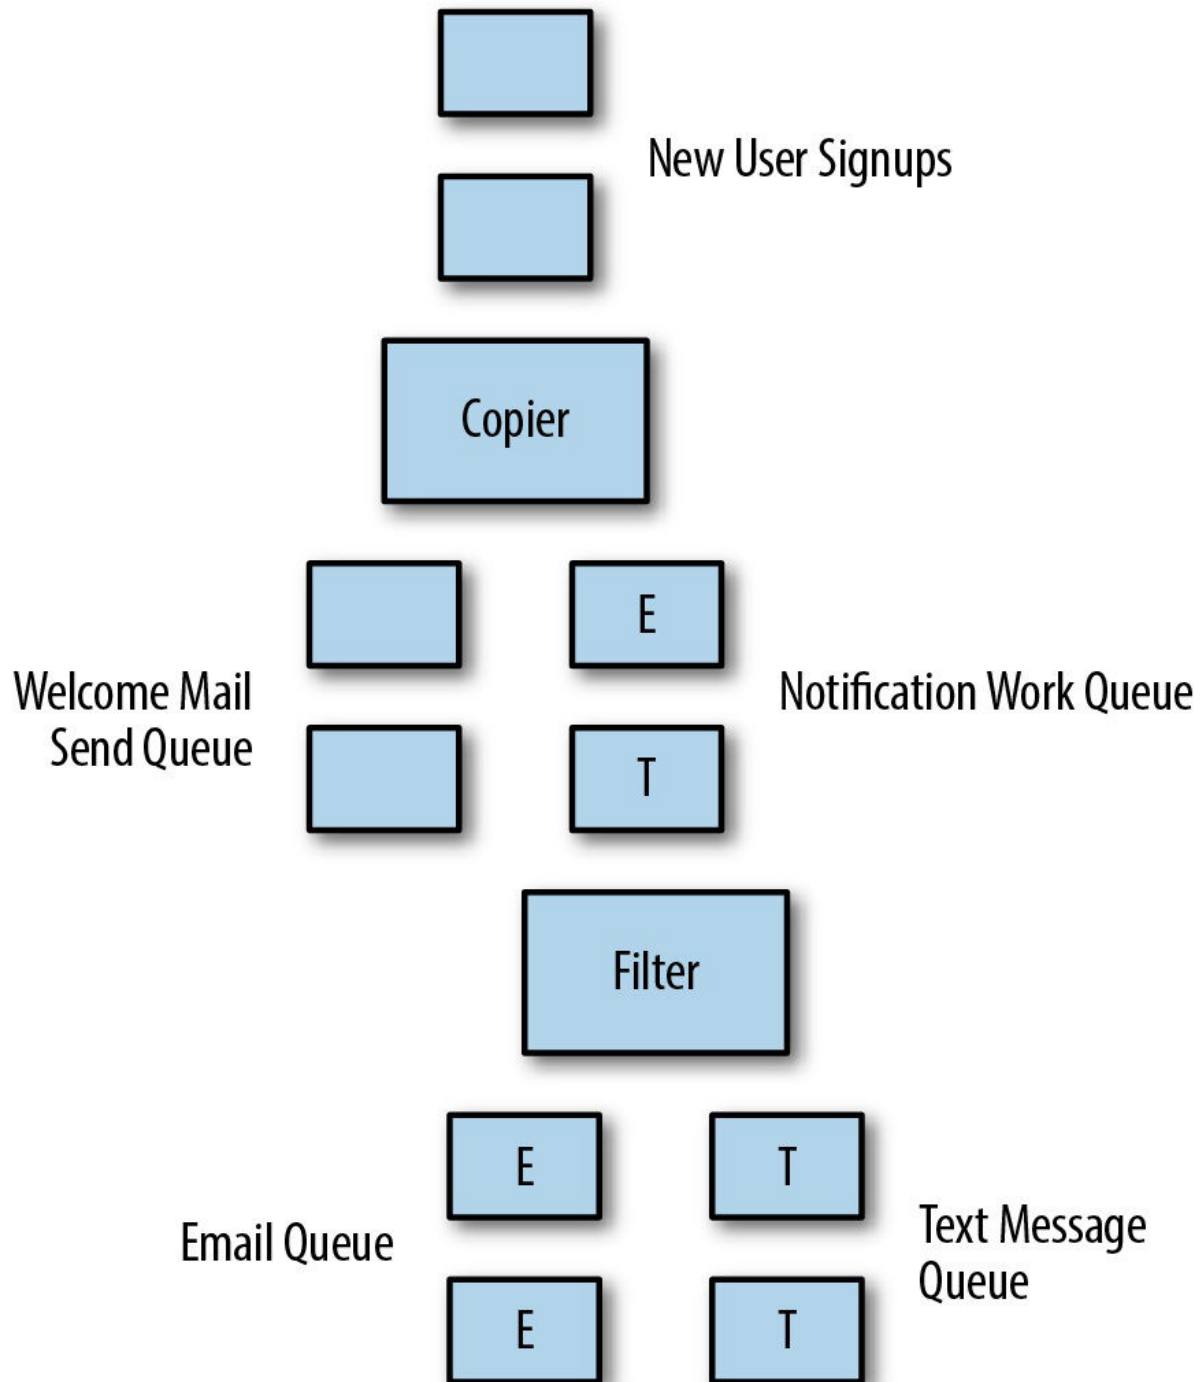 New User Signups
Copier
E
Welcome Mail
Send Queue
Notification Work Queue
T
Filter
E
T
Email Queue
Text Message
Queue
E
T